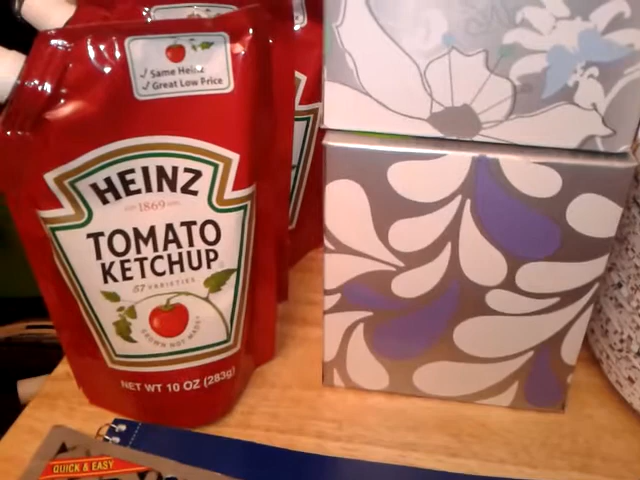 ✓ Same Heinz
✓ Great Low Price
HEINZ
EST 1869
TOMATO
KETCHUP
57 VARIETIES
GROWN NOT MADE
NET WT 10 OZ (283g)
QUICK & EASY